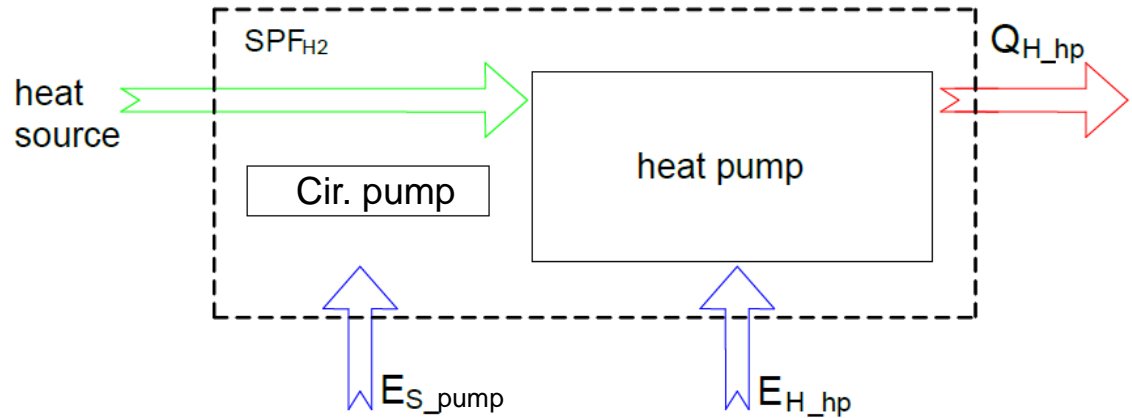 SPFH2
QH_hp
heat
source
heat pump
Cir. pump
ES_pump
EH_hp